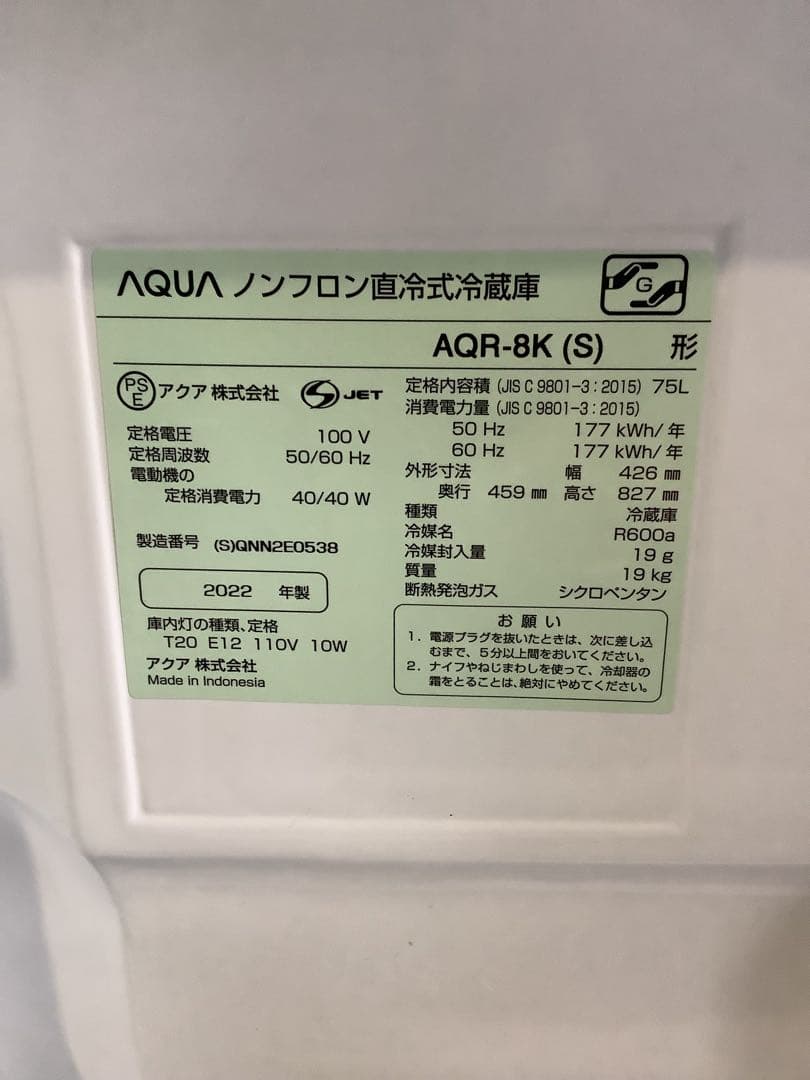 AQUA ノンフロン直冷式冷蔵庫
G
AQR-8K (S) 形
PS
E
アクア 株式会社
S JET
定格電圧 100 V
定格周波数 50/60 Hz
電動機の
定格消費電力 40/40 W
製造番号 (S)QNN2E0538
2022 年製
庫内灯の種類、定格
T20 E12 110V 10W
アクア 株式会社
Made in Indonesia
定格内容積 (JIS C 9801-3 : 2015) 75L
消費電力量 (JIS C 9801-3 : 2015)
50 Hz 177 kWh/年
60 Hz 177 kWh/年
外形寸法 幅 426 ㎜
奥行 459 ㎜ 高さ 827 ㎜
種類 冷蔵庫
冷媒名 R600a
冷媒封入量 19 g
質量 19 kg
断熱発泡ガス シクロペンタン
お 願 い
1. 電源プラグを抜いたときは、次に差し込
むまで、5分以上間をおいてください。
2. ナイフやねじまわしを使って、冷却器の
霜をとることは、絶対にやめてください。